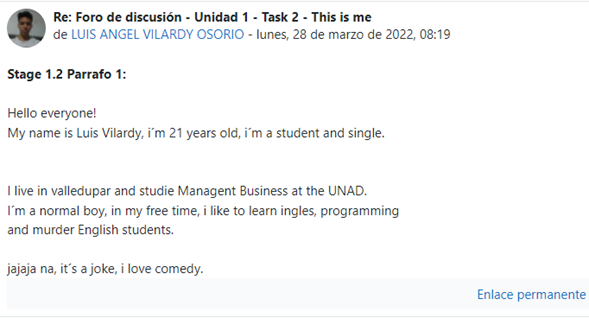 Re: Foro de discusión - Unidad 1 - Task 2 - This is me
de LUIS ANGEL VILARDY OSORIO - lunes, 28 de marzo de 2022, 08:19
Stage 1.2 Parrafo 1:
Hello everyone!
My name is Luis Vilardy, i´m 21 years old, i´m a student and single.
I live in valledupar and studie Managent Business at the UNAD.
I´m a normal boy, in my free time, i like to learn ingles, programming
and murder English students.
jajaja na, it´s a joke, i love comedy.
Enlace permanente